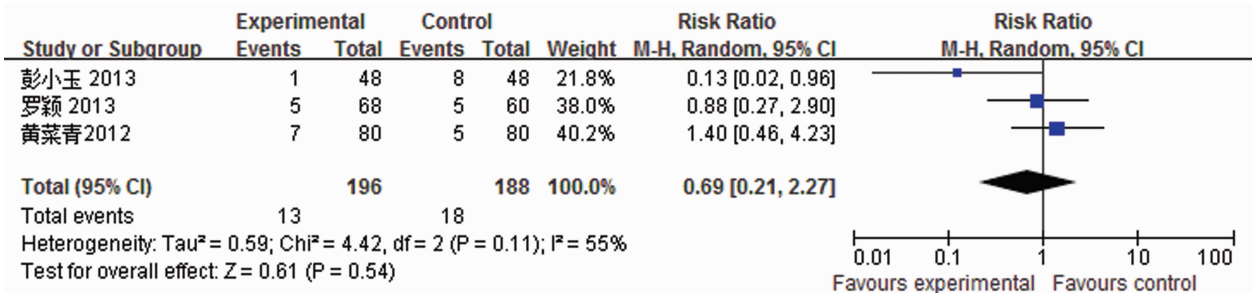 Experimental Control Risk Ratio Risk Ratio
Study or Subgroup Events Total Events Total Weight M-H, Random, 95% CI M-H, Random, 95% CI
彭小玉 2013 1 48 8 48 21.8% 0.13 [0.02, 0.96]
罗颖 2013 5 68 5 60 38.0% 0.88 [0.27, 2.90]
黄菜青2012 7 80 5 80 40.2% 1.40 [0.46, 4.23]
Total (95% CI) 196 188 100.0% 0.69 [0.21, 2.27]
Total events 13 18
Heterogeneity: Tau² = 0.59; Chi² = 4.42, df = 2 (P = 0.11); I² = 55%
Test for overall effect: Z = 0.61 (P = 0.54)
0.01 0.1 1 10 100
Favours experimental Favours control